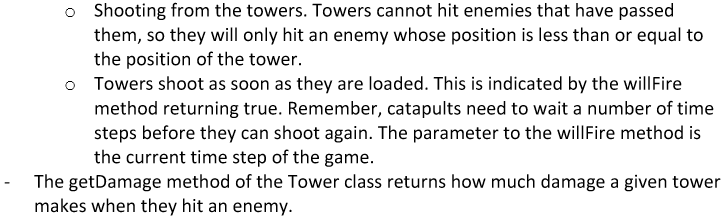 o Shooting from the towers. Towers cannot hit enemies that have passed
them, so they will only hit an enemy whose position is less than or equal to
the position of the tower.
o Towers shoot as soon as they are loaded. This is indicated by the willFire
method returning true. Remember, catapults need to wait a number of time
steps before they can shoot again. The parameter to the willFire method is
the current time step of the game.
- The getDamage method of the Tower class returns how much damage a given tower
makes when they hit an enemy.